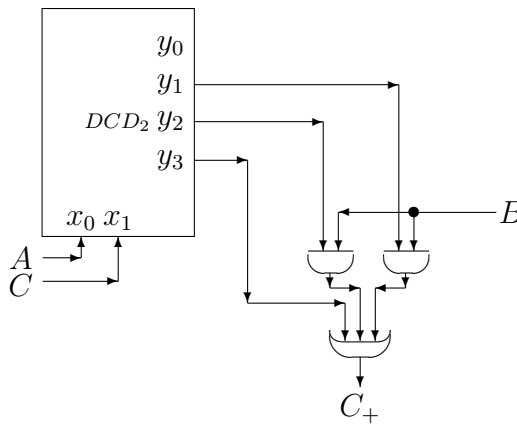 y₀
y₁
DCD₂ y₂
y₃
x₀ x₁
B
A
C
C₊